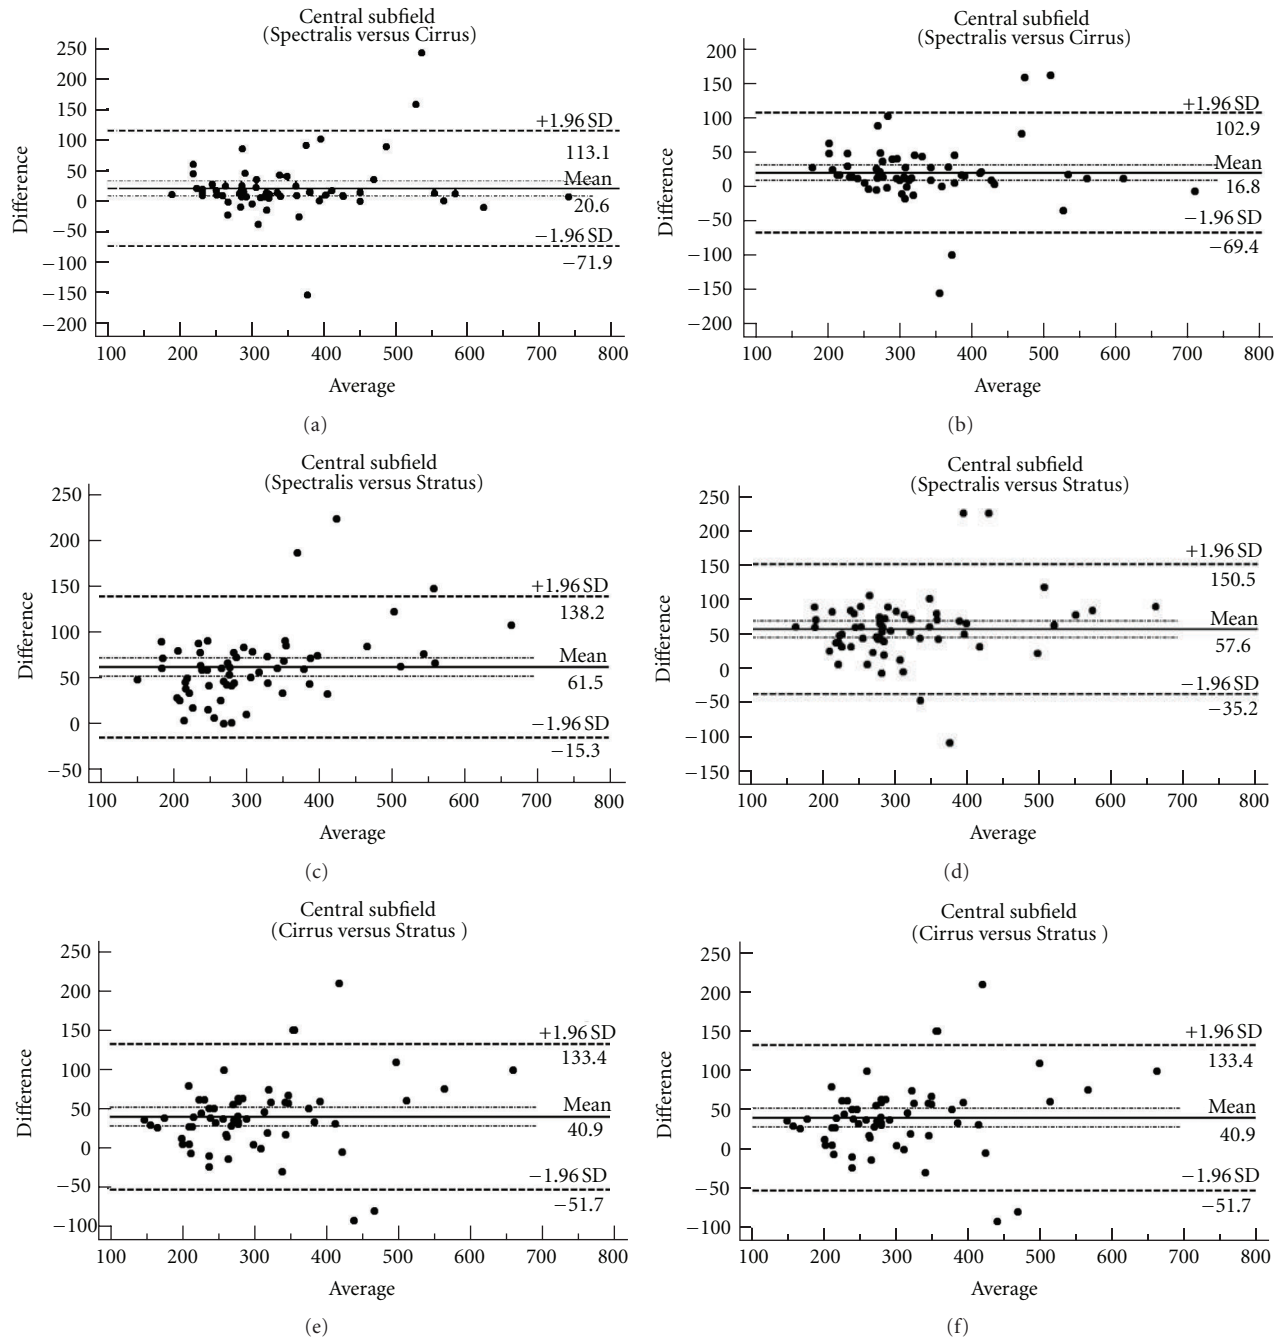 Central subfield
(Spectralis versus Cirrus)
250
200
150
100
50
0
−50
−100
−150
−200
Difference
+1.96 SD
113.1
Mean
20.6
−1.96 SD
−71.9
100 200 300 400 500 600 700 800
Average
(a)
Central subfield
(Spectralis versus Cirrus)
200
150
100
50
0
−50
−100
−150
−200
Difference
+1.96 SD
102.9
Mean
16.8
−1.96 SD
−69.4
100 200 300 400 500 600 700 800
Average
(b)
Central subfield
(Spectralis versus Stratus)
250
200
150
100
50
0
−50
Difference
+1.96 SD
138.2
Mean
61.5
−1.96 SD
−15.3
100 200 300 400 500 600 700 800
Average
(c)
Central subfield
(Spectralis versus Stratus)
250
200
150
100
50
0
−50
−100
−150
Difference
+1.96 SD
150.5
Mean
57.6
−1.96 SD
−35.2
100 200 300 400 500 600 700 800
Average
(d)
Central subfield
(Cirrus versus Stratus )
250
200
150
100
50
0
−50
−100
Difference
+1.96 SD
133.4
Mean
40.9
−1.96 SD
−51.7
100 200 300 400 500 600 700 800
Average
(e)
Central subfield
(Cirrus versus Stratus )
250
200
150
100
50
0
−50
−100
Difference
+1.96 SD
133.4
Mean
40.9
−1.96 SD
−51.7
100 200 300 400 500 600 700 800
Average
(f)